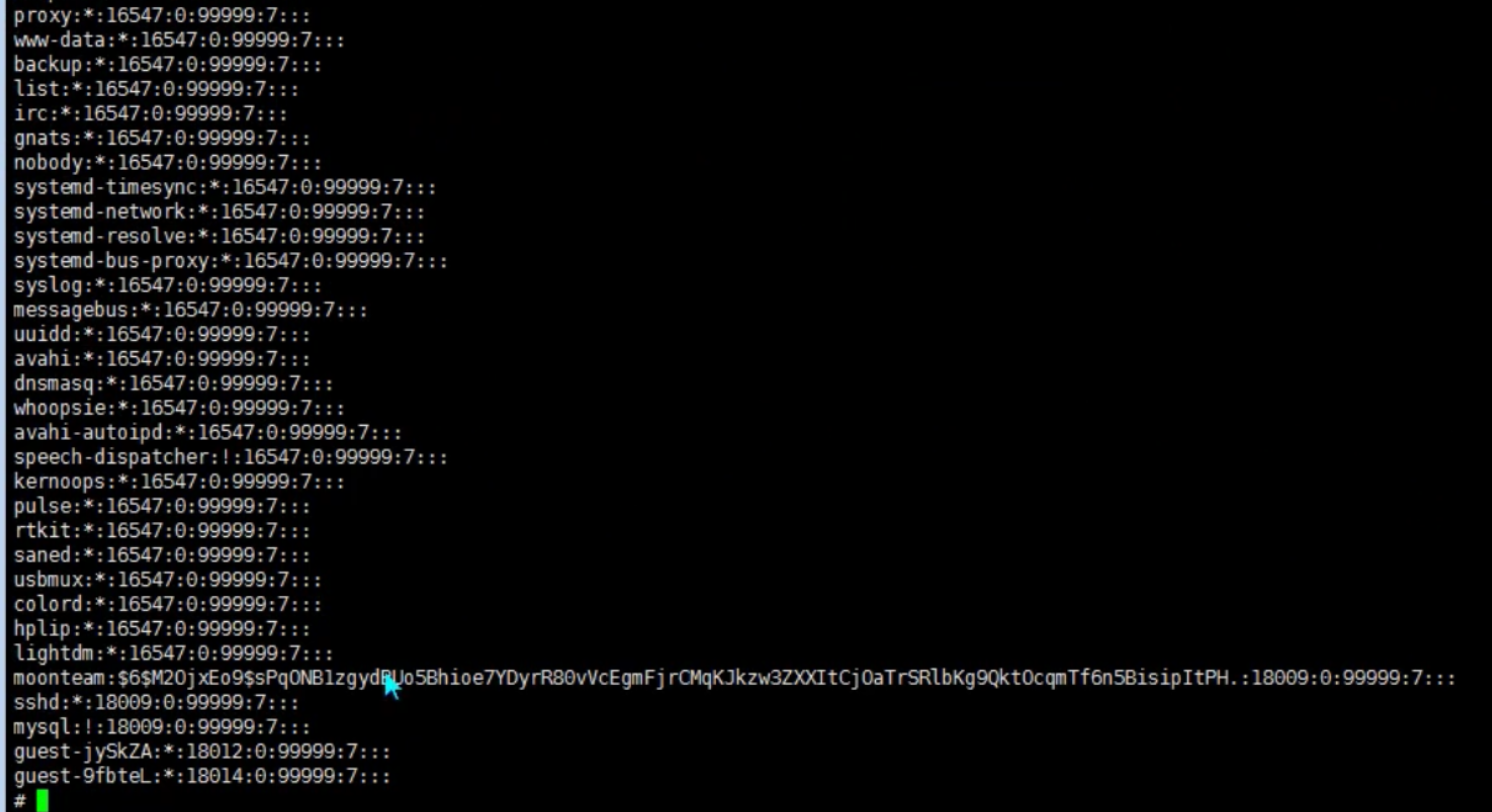 proxy:*:16547:0:99999:7:::
www-data:*:16547:0:99999:7:::
backup:*:16547:0:99999:7:::
list:*:16547:0:99999:7:::
irc:*:16547:0:99999:7:::
gnats:*:16547:0:99999:7:::
nobody:*:16547:0:99999:7:::
systemd-timesync:*:16547:0:99999:7:::
systemd-network:*:16547:0:99999:7:::
systemd-resolve:*:16547:0:99999:7:::
systemd-bus-proxy:*:16547:0:99999:7:::
syslog:*:16547:0:99999:7:::
messagebus:*:16547:0:99999:7:::
uuidd:*:16547:0:99999:7:::
avahi:*:16547:0:99999:7:::
dnsmasq:*:16547:0:99999:7:::
whoopsie:*:16547:0:99999:7:::
avahi-autoipd:*:16547:0:99999:7:::
speech-dispatcher:!:16547:0:99999:7:::
kernoops:*:16547:0:99999:7:::
pulse:*:16547:0:99999:7:::
rtkit:*:16547:0:99999:7:::
saned:*:16547:0:99999:7:::
usbmux:*:16547:0:99999:7:::
colord:*:16547:0:99999:7:::
hplip:*:16547:0:99999:7:::
lightdm:*:16547:0:99999:7:::
moonteam::18009:0:99999:7:::
sshd:*:18009:0:99999:7:::
mysql:!:18009:0:99999:7:::
guest-jySkZA:*:18012:0:99999:7:::
guest-9fbteL:*:18014:0:99999:7:::
#